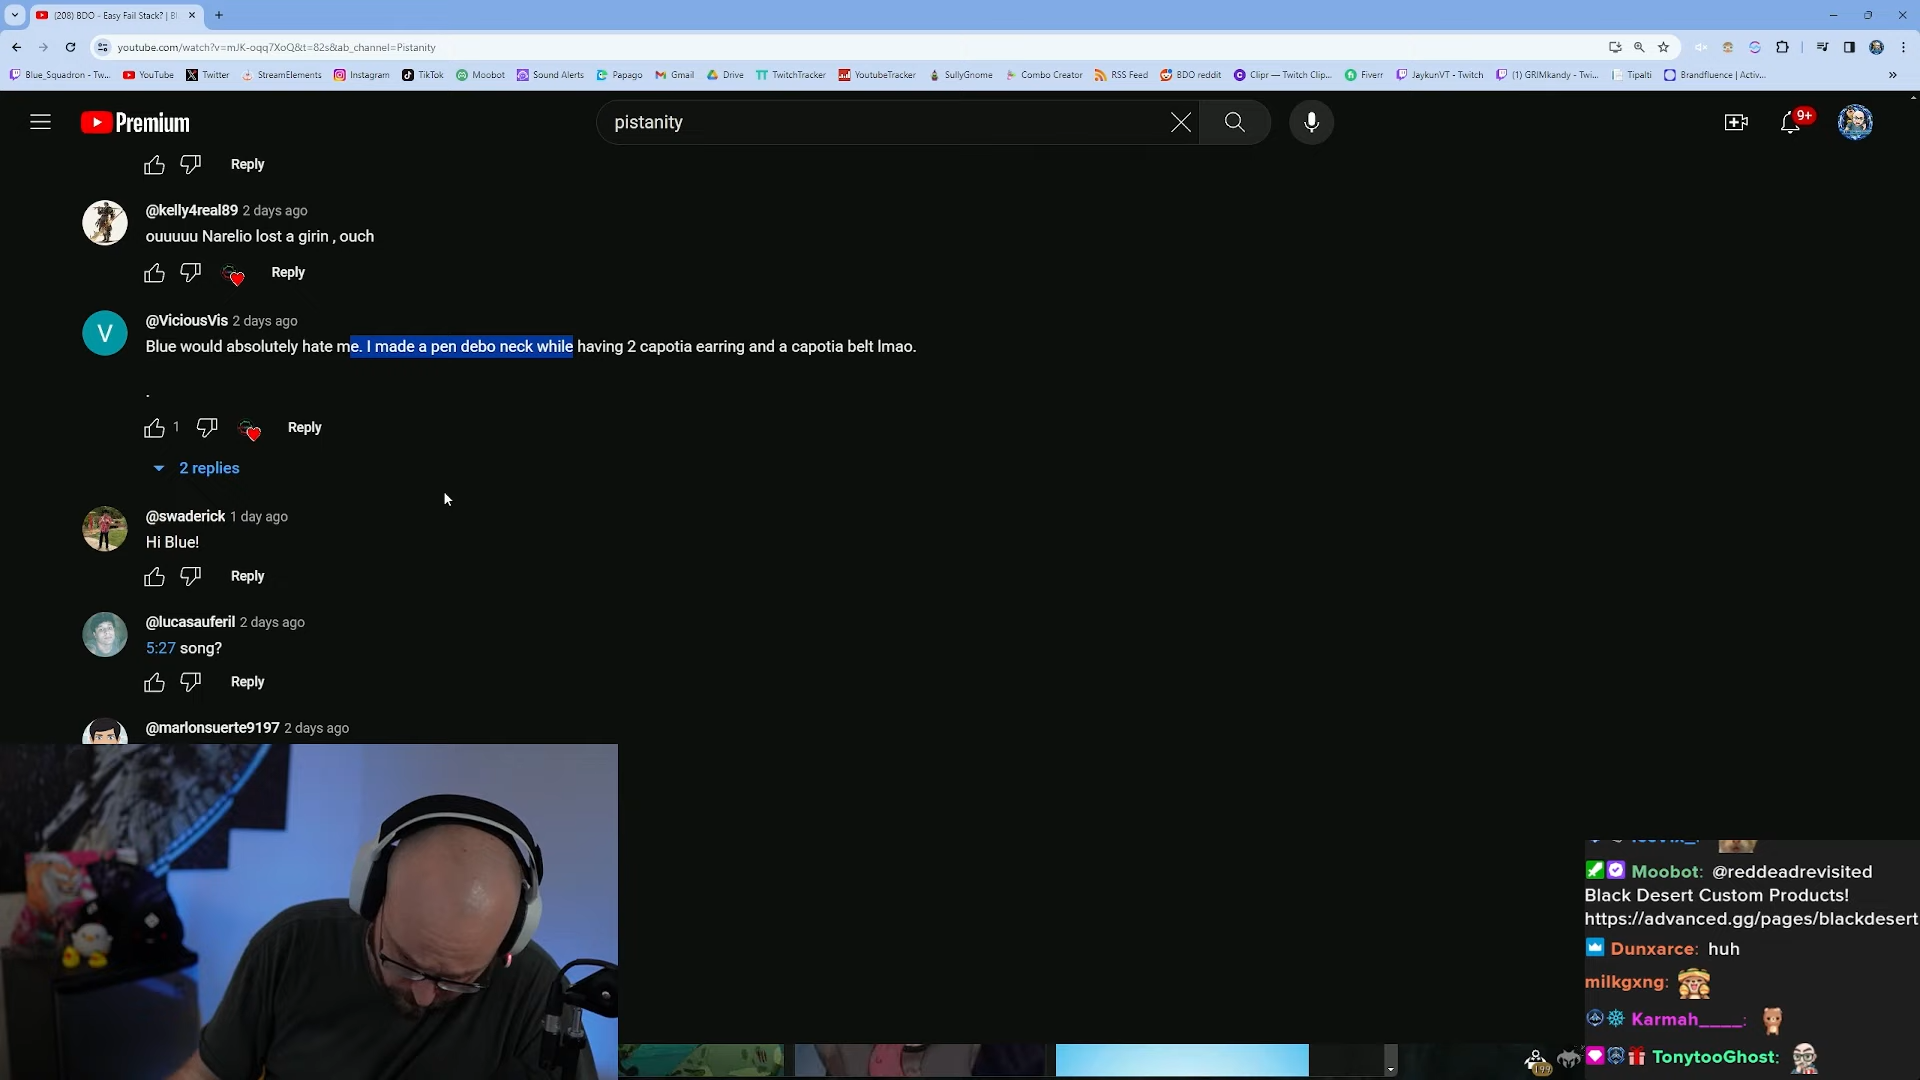 (208) BDO - Easy Fail Stack? | Bl
youtube.com/watch?v=mJK-oqq7XoQ&t=82s&ab_channel=Pistanity
Blue_Squadron - Tw... YouTube Twitter StreamElements Instagram TikTok Moobot Sound Alerts Papago Gmail Drive TwitchTracker YoutubeTracker SullyGnome Combo Creator RSS Feed BDO reddit Clipr — Twitch Clip... Fiverr JaykunVT - Twitch (1) GRIMkandy - Twi... Tipalti Brandfluence | Activ...
Premium
pistanity
9+
Reply
@kelly4real89 2 days ago
ouuuuu Narelio lost a girin , ouch
Reply
V
@ViciousVis 2 days ago
Blue would absolutely hate me. I made a pen debo neck while having 2 capotia earring and a capotia belt lmao.
.
1 Reply
2 replies
@swaderick 1 day ago
Hi Blue!
Reply
@lucasauferil 2 days ago
5:27 song?
Reply
@marlonsuerte9197 2 days ago
Moobot: @reddeadrevisited
Black Desert Custom Products!
https://advanced.gg/pages/blackdesert
Dunxarce: huh
milkgxng:
Karmah____:
TonytooGhost:
199